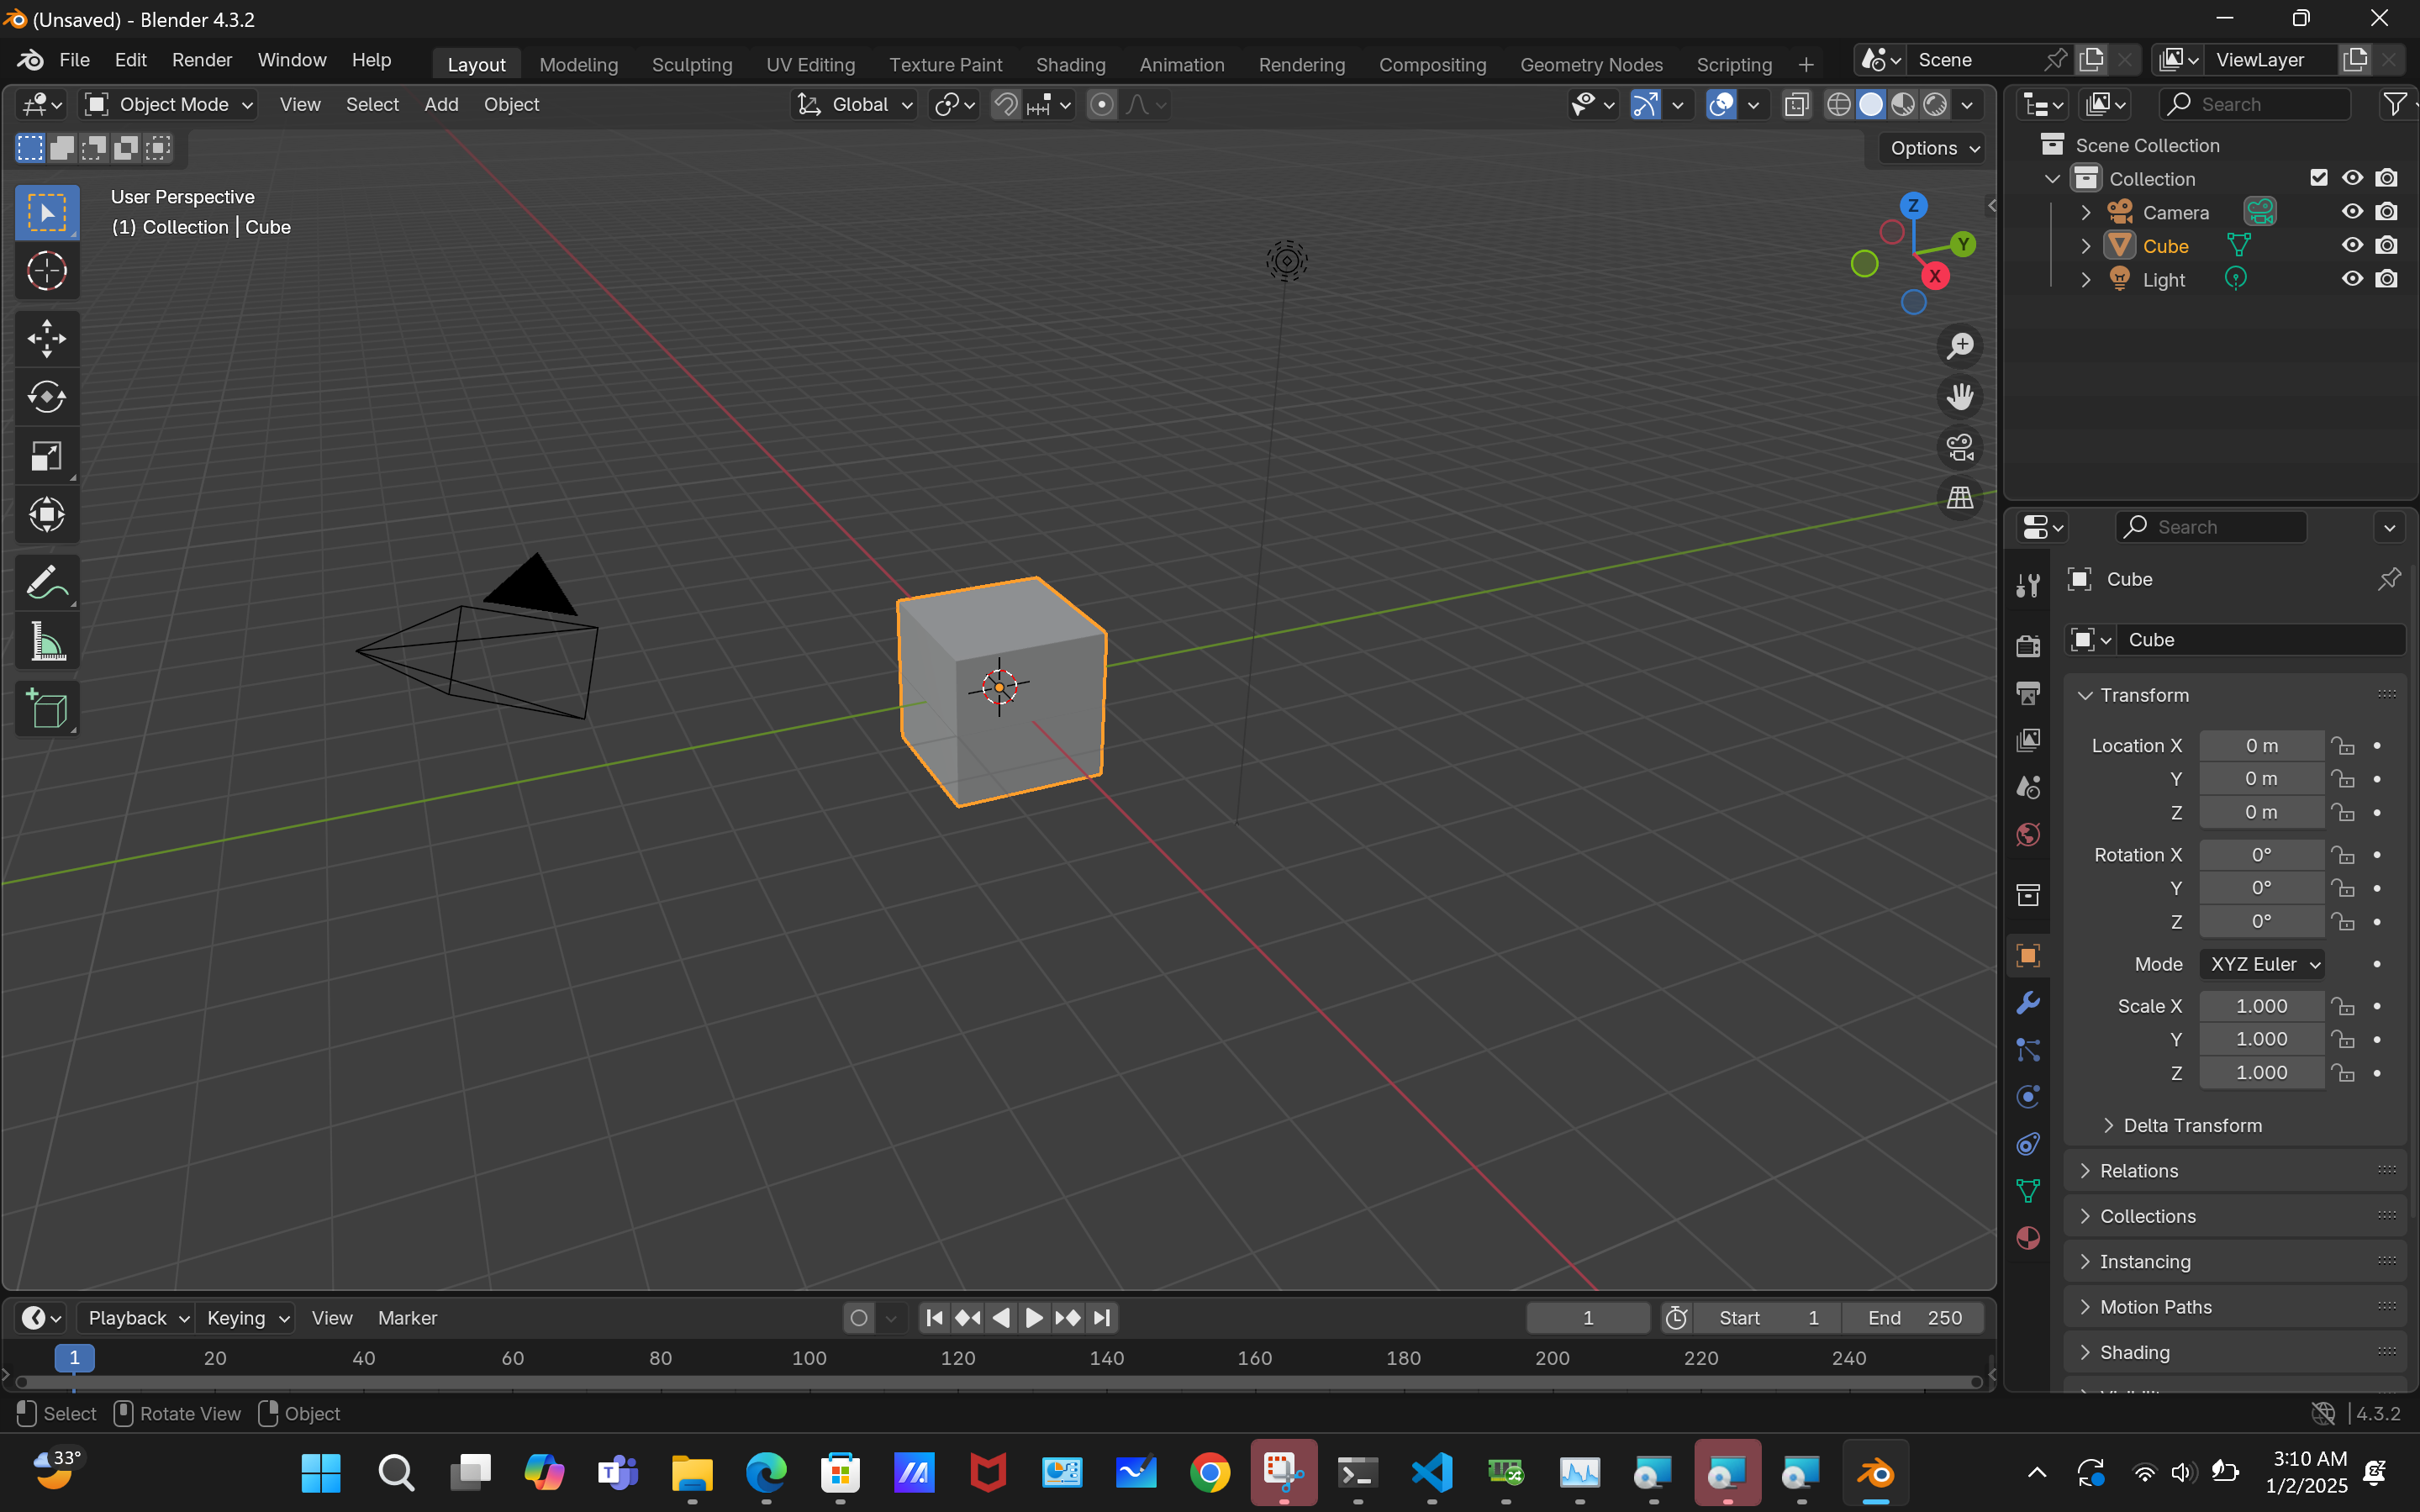 (Unsaved) - Blender 4.3.2
File Edit Render Window Help Layout Modeling Sculpting UV Editing Texture Paint Shading Animation Rendering Compositing Geometry Nodes Scripting + Scene ViewLayer
Object Mode View Select Add Object Global Search
Options
User Perspective
(1) Collection | Cube
Z
Y
X
Scene Collection
Collection
Camera
Cube
Light
Search
Cube
Cube
Transform
Location X 0 m
Y 0 m
Z 0 m
Rotation X 0°
Y 0°
Z 0°
Mode XYZ Euler
Scale X 1.000
Y 1.000
Z 1.000
Delta Transform
Relations
Collections
Instancing
Motion Paths
Shading
Playback Keying View Marker 1 Start 1 End 250
1 20 40 60 80 100 120 140 160 180 200 220 240
Select Rotate View Object 4.3.2
33°
3:10 AM
1/2/2025